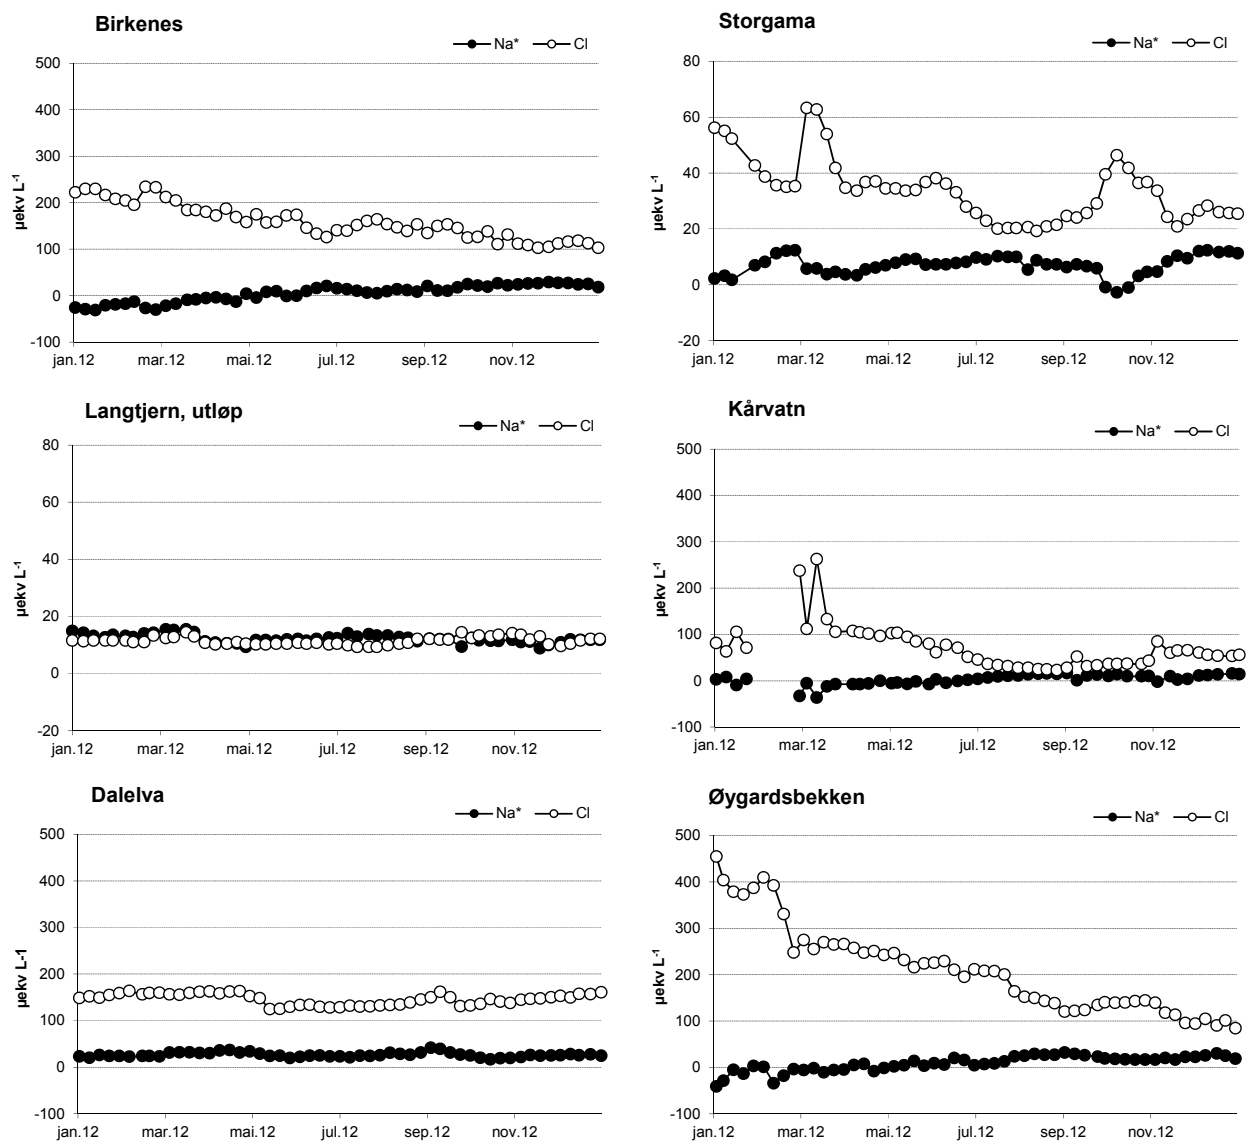 Birkenes
Na* Cl
500
400
300
200
100
0
-100
µekv L-1
jan.12 mar.12 mai.12 jul.12 sep.12 nov.12
Storgama
Na* Cl
80
60
40
20
0
-20
µekv L-1
jan.12 mar.12 mai.12 jul.12 sep.12 nov.12
Langtjern, utløp
Na* Cl
80
60
40
20
0
-20
µekv L-1
jan.12 mar.12 mai.12 jul.12 sep.12 nov.12
Kårvatn
Na* Cl
500
400
300
200
100
0
-100
µekv L-1
jan.12 mar.12 mai.12 jul.12 sep.12 nov.12
Dalelva
Na* Cl
500
400
300
200
100
0
-100
µekv L-1
jan.12 mar.12 mai.12 jul.12 sep.12 nov.12
Øygardsbekken
Na* Cl
500
400
300
200
100
0
-100
µekv L-1
jan.12 mar.12 mai.12 jul.12 sep.12 nov.12